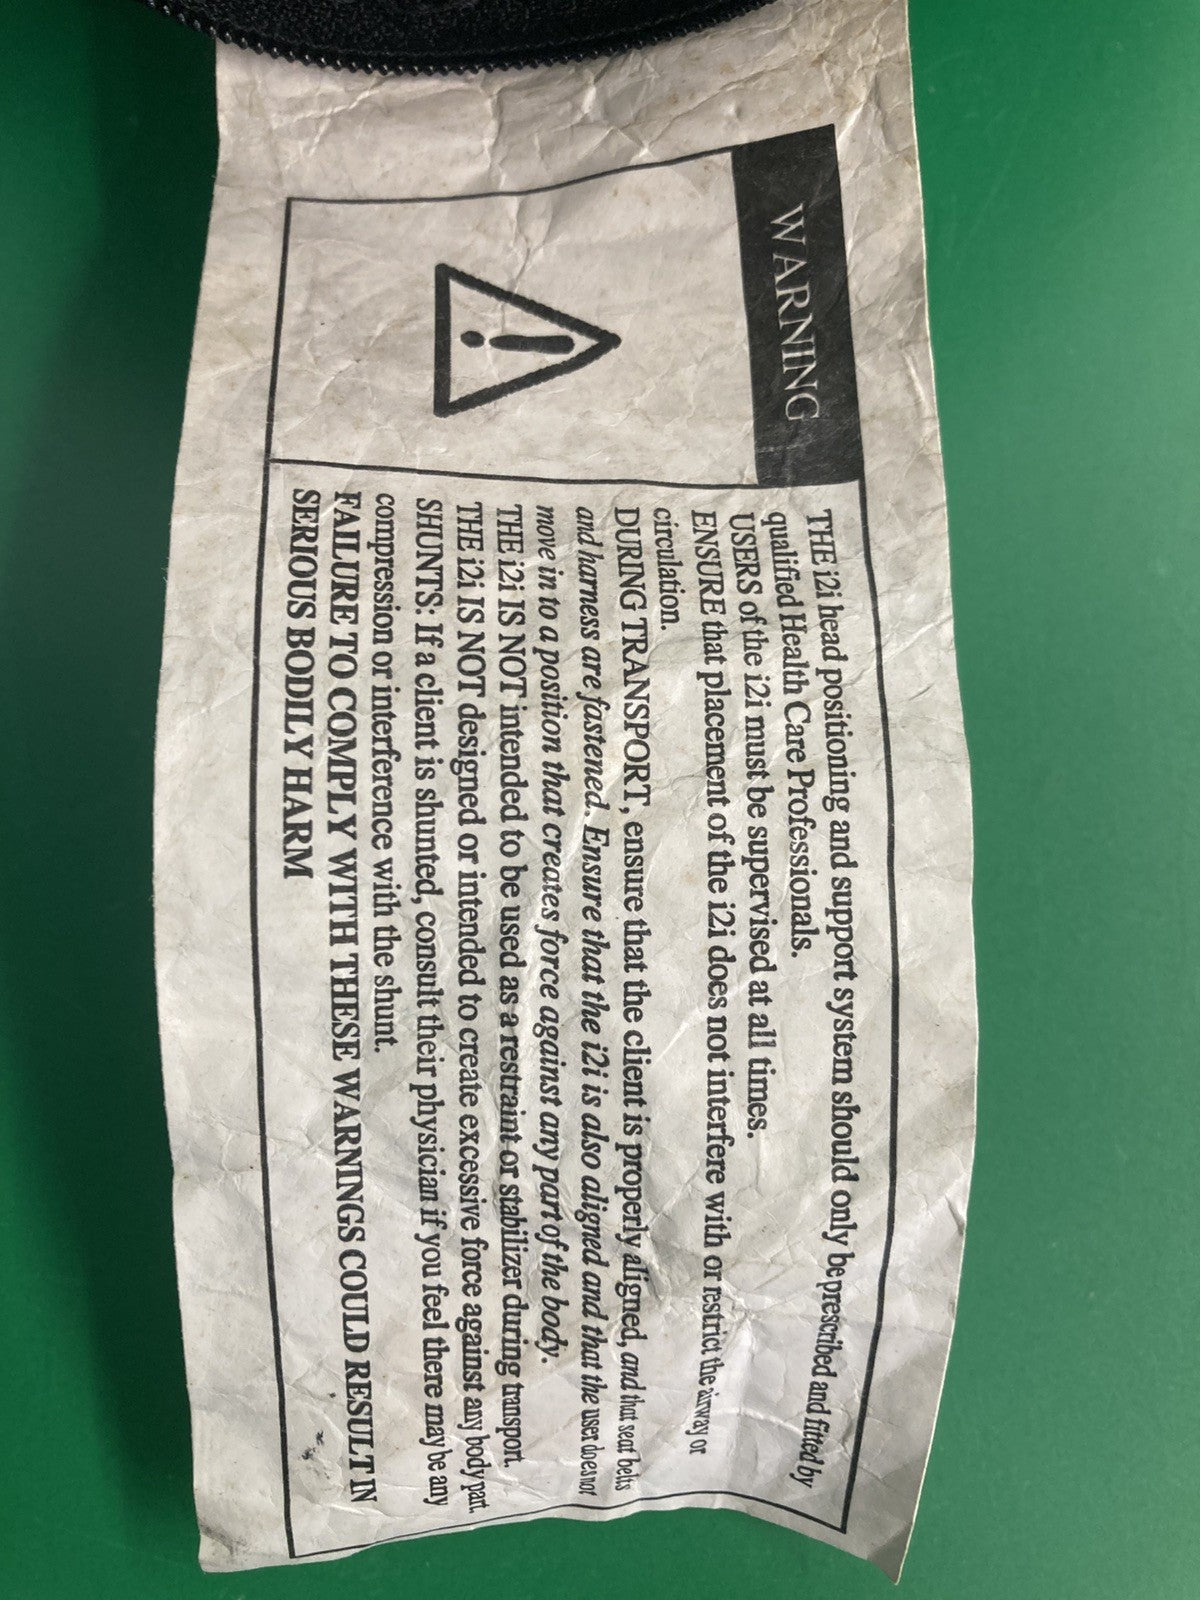 WARNING
THE i2i head positioning and support system should only be prescribed and fitted by
qualified Health Care Professionals.
USERS of the i2i must be supervised at all times.
ENSURE that placement of the i2i does not interfere with or restrict the airway or
circulation.
DURING TRANSPORT, ensure that the client is properly aligned, and that seat belts
and harness are fastened. Ensure that the i2i is also aligned and that the user does not
move in to a position that creates force against any part of the body.
THE i2i IS NOT intended to be used as a restraint or stabilizer during transport.
THE i2i IS NOT designed or intended to create excessive force against any body part.
SHUNTS: If a client is shunted, consult their physician if you feel there may be any
compression or interference with the shunt.
FAILURE TO COMPLY WITH THESE WARNINGS COULD RESULT IN
SERIOUS BODILY HARM